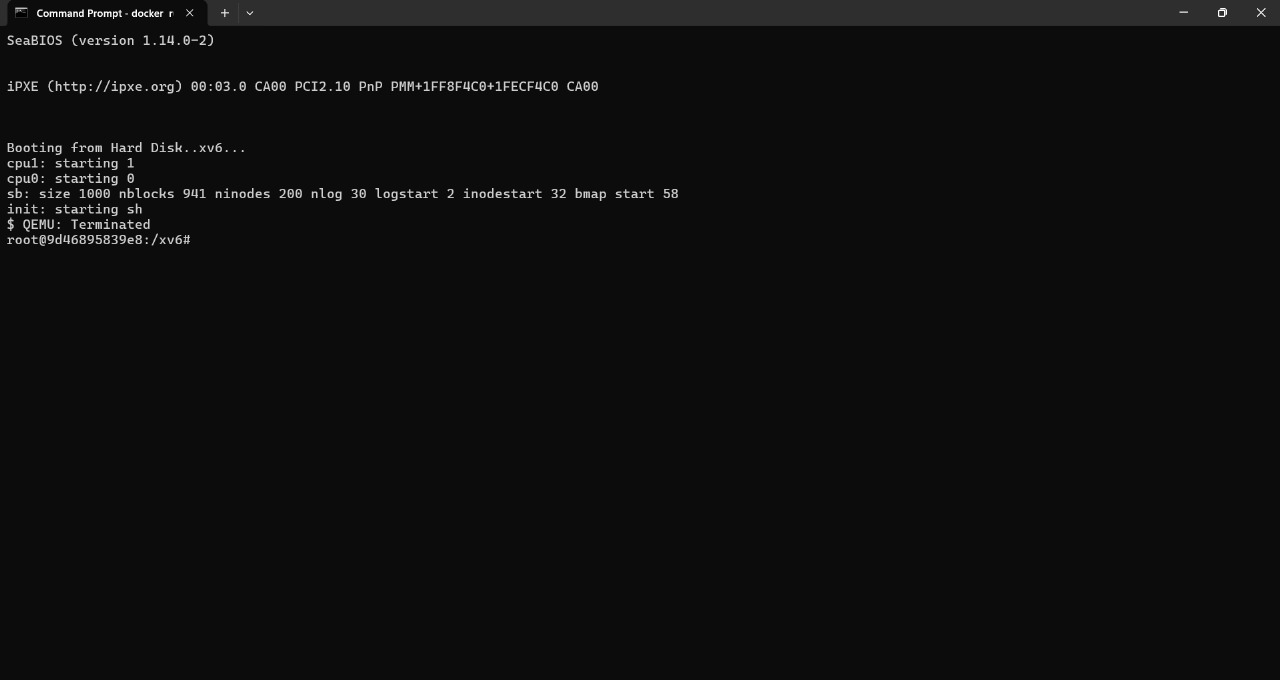 Command Prompt - docker r
SeaBIOS (version 1.14.0-2)
iPXE (http://ipxe.org) 00:03.0 CA00 PCI2.10 PnP PMM+1FF8F4C0+1FECF4C0 CA00
Booting from Hard Disk..xv6...
cpu1: starting 1
cpu0: starting 0
sb: size 1000 nblocks 941 ninodes 200 nlog 30 logstart 2 inodestart 32 bmap start 58
init: starting sh
$ QEMU: Terminated
root@9d46895839e8:/xv6#